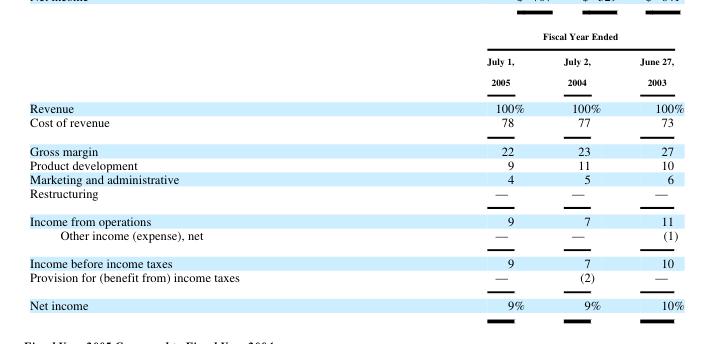 Fiscal Year Ended
July 1, July 2, June 27,
2005 2004 2003
Revenue 100% 100% 100%
Cost of revenue 78 77 73
Gross margin 22 23 27
Product development 9 11 10
Marketing and administrative 4 5 6
Restructuring — — —
Income from operations 9 7 11
Other income (expense), net — — (1)
Income before income taxes 9 7 10
Provision for (benefit from) income taxes — (2) —
Net income 9% 9% 10%